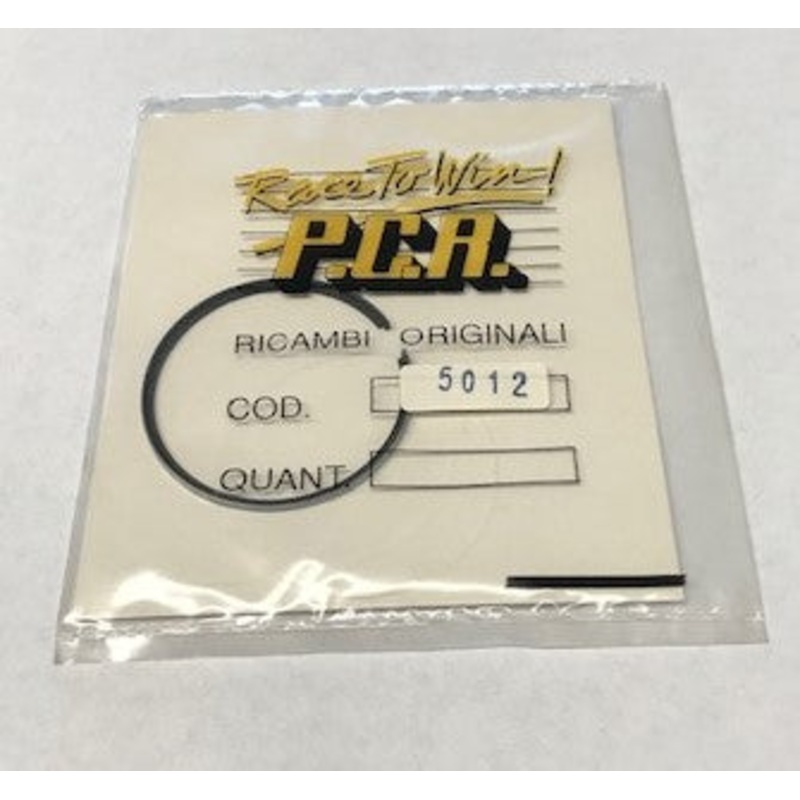 Race To Win!
P.C.R.
RICAMBI ORIGINALI
COD. 5012
QUANT.